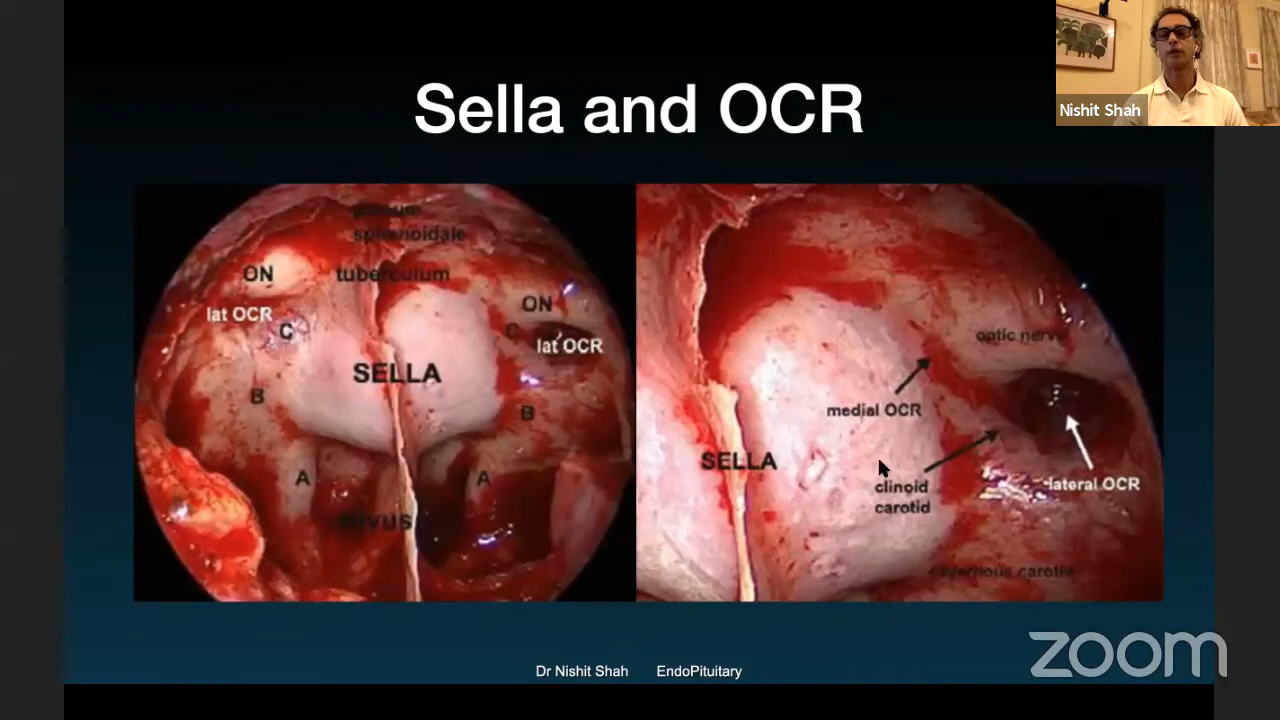 Sella and OCR
Nishit Shah
planum
sphenoidale
ON
tuberculum
ON
lat OCR
C
C
lat OCR
SELLA
B
B
A
A
clivus
optic nerve
medial OCR
SELLA
clinoid
carotid
lateral OCR
cavernous carotid
Dr Nishit Shah EndoPituitary
zoom